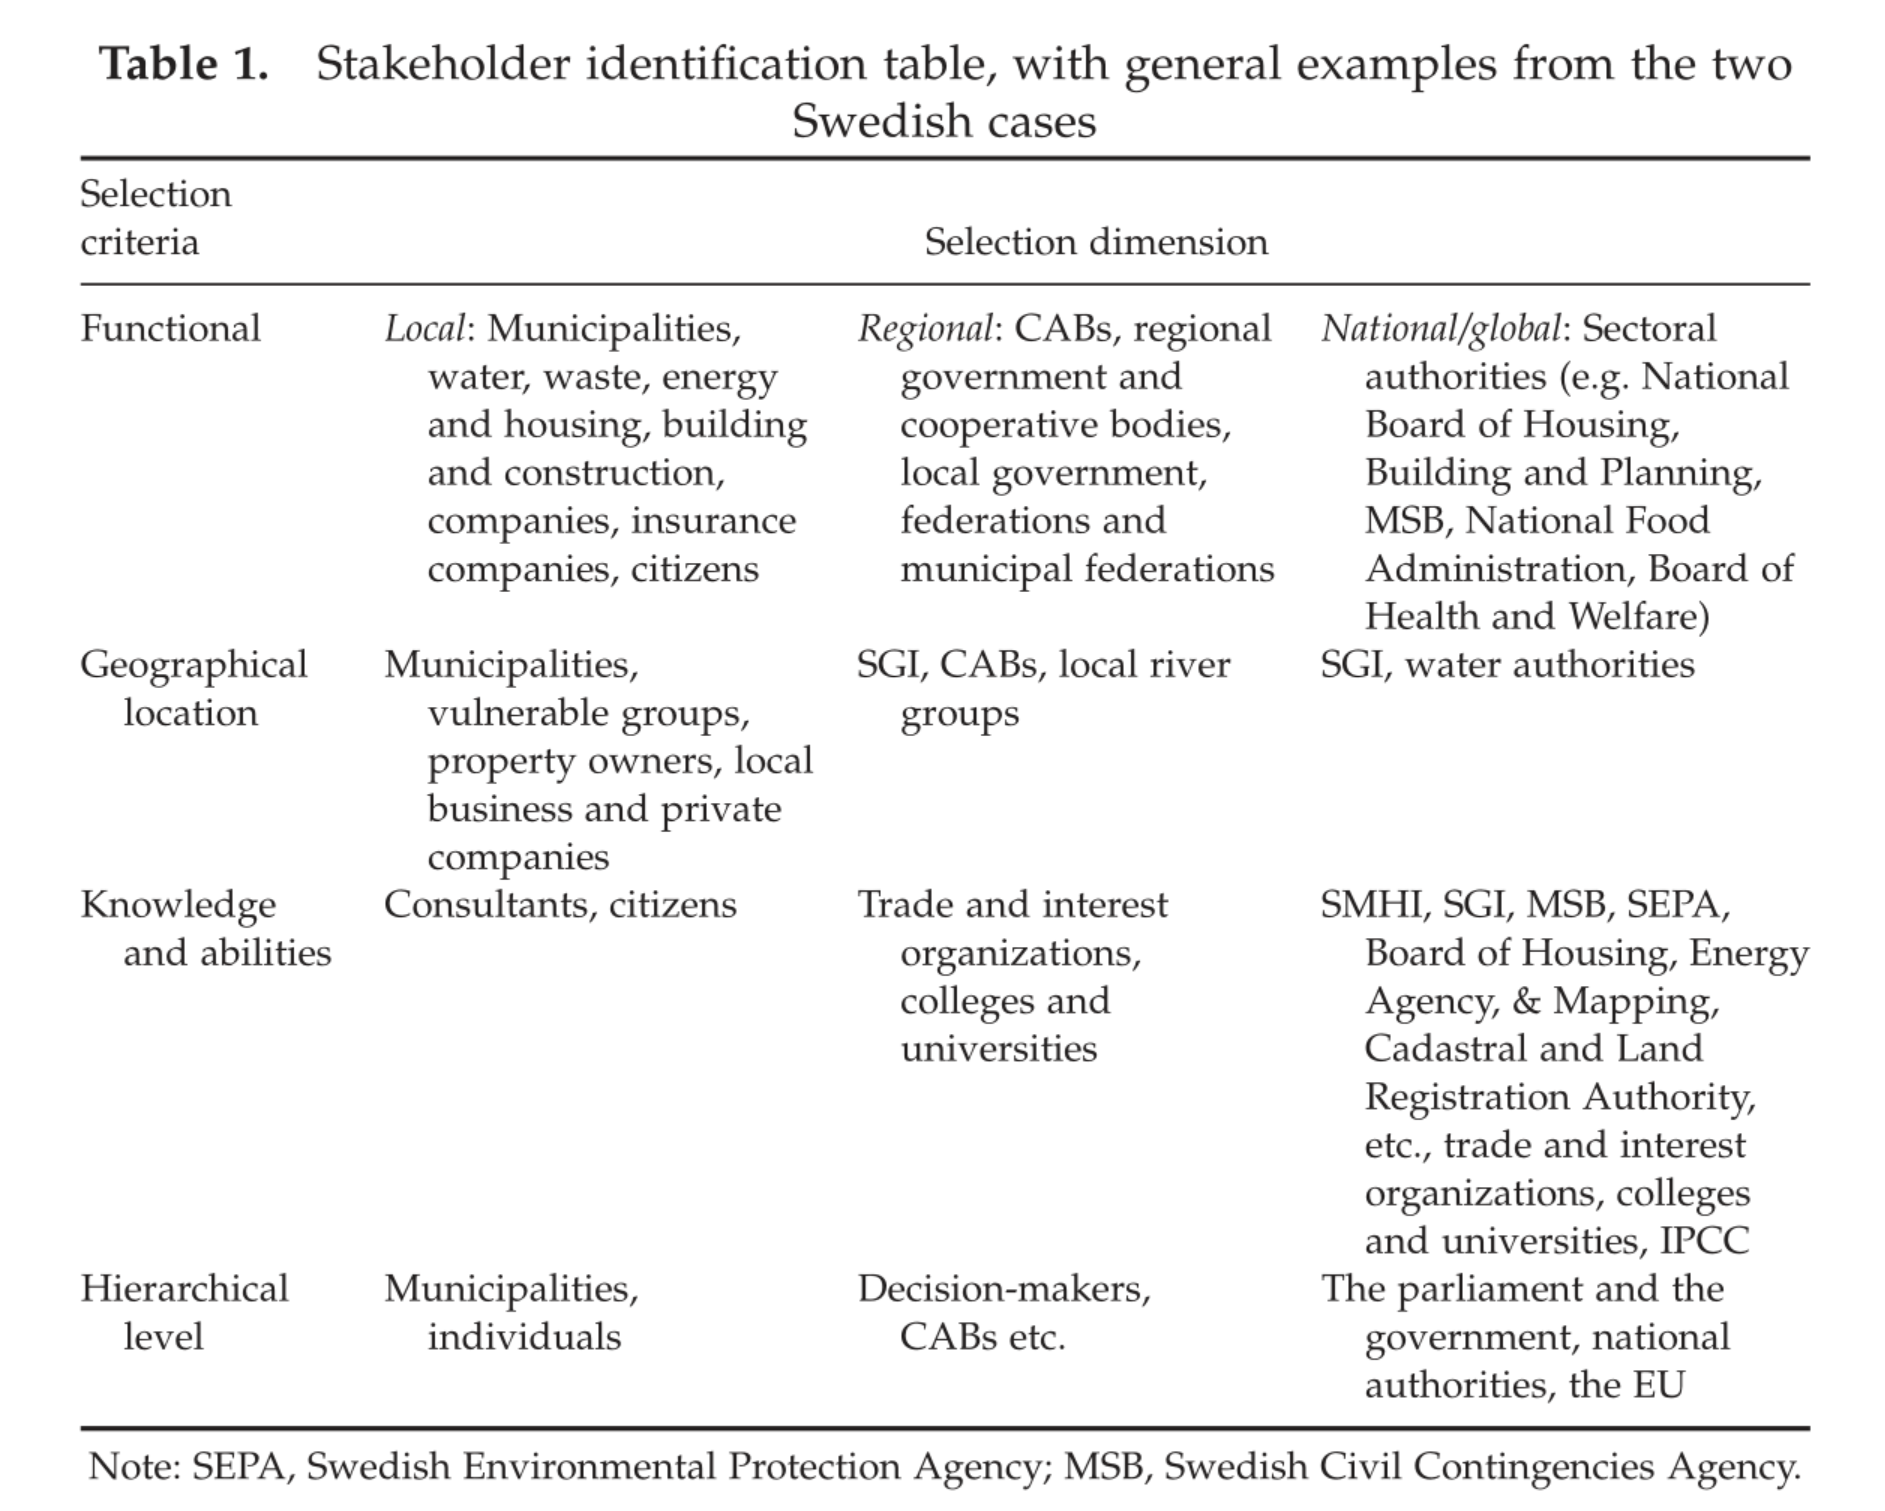 Table 1. Stakeholder identification table, with general examples from the two
Swedish cases
Selection
criteria
Selection dimension
Functional
Local: Municipalities,
water, waste, energy
and housing, building
and construction,
companies, insurance
companies, citizens
Regional: CABs, regional
government and
cooperative bodies,
local government,
federations and
municipal federations
National/global: Sectoral
authorities (e.g. National
Board of Housing,
Building and Planning,
MSB, National Food
Administration, Board of
Health and Welfare)
Geographical
location
Municipalities,
vulnerable groups,
property owners, local
business and private
companies
SGI, CABs, local river
groups
SGI, water authorities
Knowledge
and abilities
Consultants, citizens
Trade and interest
organizations,
colleges and
universities
SMHI, SGI, MSB, SEPA,
Board of Housing, Energy
Agency, & Mapping,
Cadastral and Land
Registration Authority,
etc., trade and interest
organizations, colleges
and universities, IPCC
Hierarchical
level
Municipalities,
individuals
Decision-makers,
CABs etc.
The parliament and the
government, national
authorities, the EU
Note: SEPA, Swedish Environmental Protection Agency; MSB, Swedish Civil Contingencies Agency.